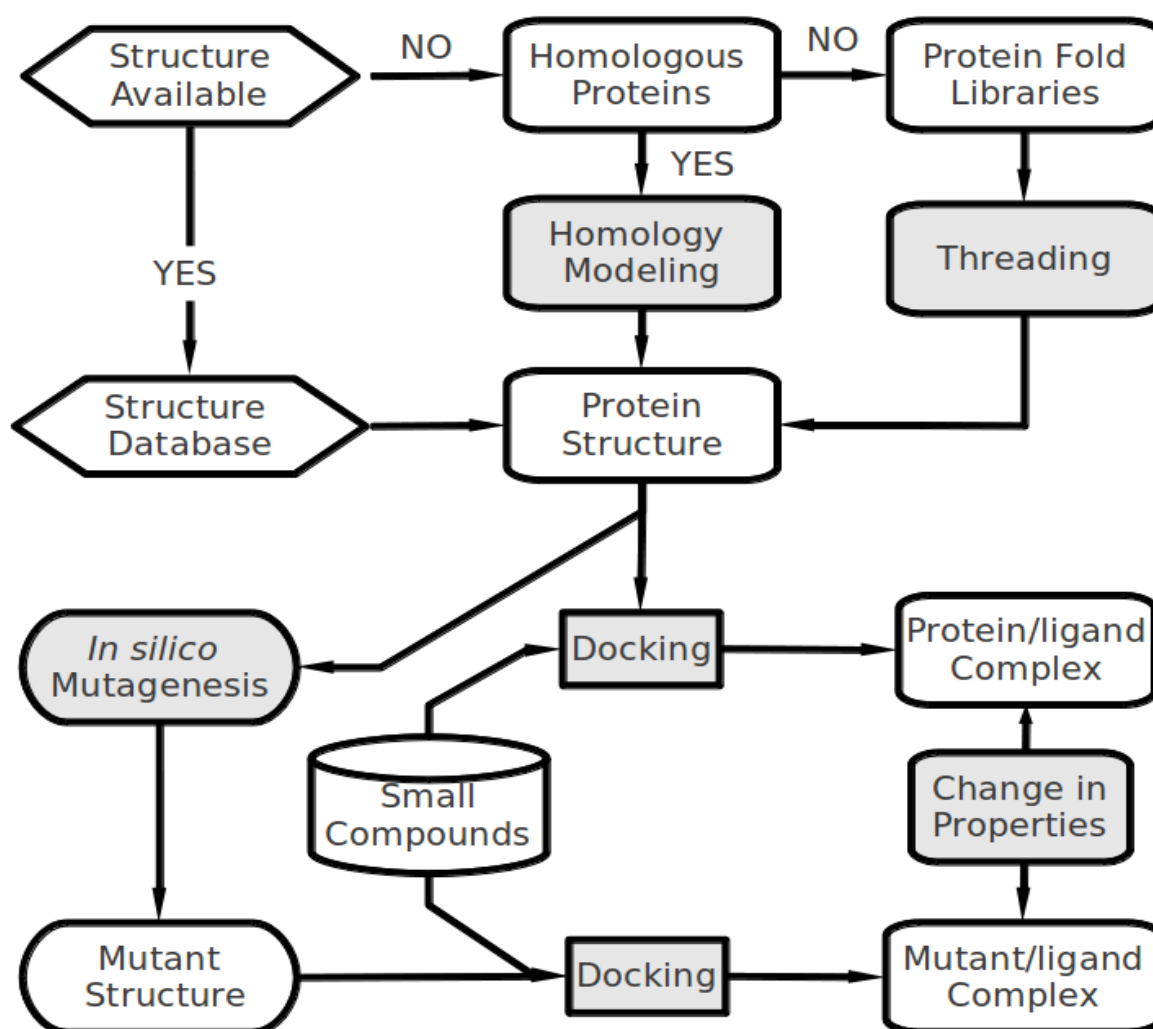 Structure
Available
NO
Homologous
Proteins
NO
Protein Fold
Libraries
YES
YES
Homology
Modeling
Threading
Structure
Database
Protein
Structure
In silico
Mutagenesis
Docking
Protein/ligand
Complex
Small
Compounds
Change in
Properties
Mutant
Structure
Docking
Mutant/ligand
Complex